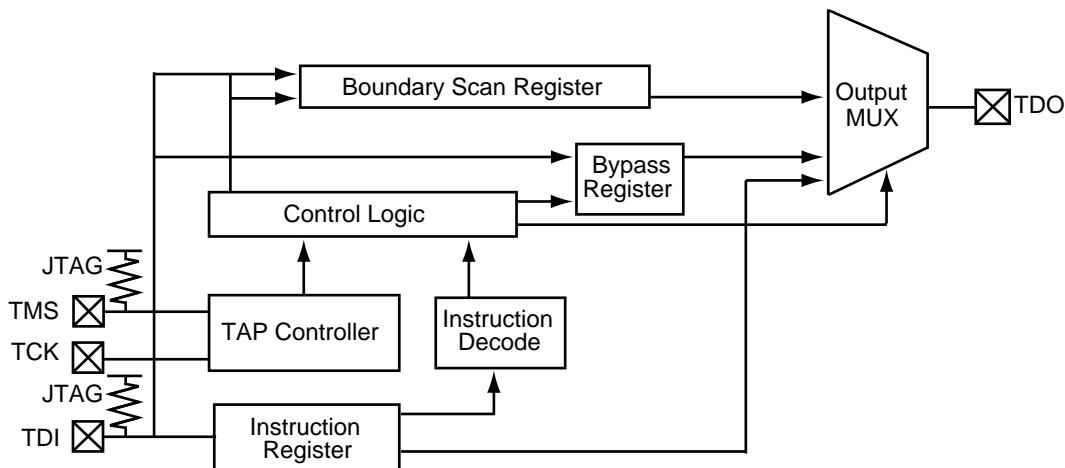 Boundary Scan Register
Output
MUX
TDO
Bypass
Register
Control Logic
JTAG
TMS
TAP Controller
Instruction
Decode
TCK
JTAG
TDI
Instruction
Register